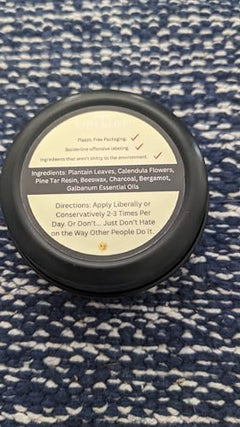 Plastic Free Packaging.
Borderline offensive labeling.
Ingredients that aren't shitty to the environment.
Ingredients: Plantain Leaves, Calendula Flowers,
Pine Tar Resin, Beeswax, Charcoal, Bergamot,
Galbanum Essential Oils
Directions: Apply Liberally or
Conservatively 2-3 Times Per
Day. Or Don't... Just Don't Hate
on the Way Other People Do It.